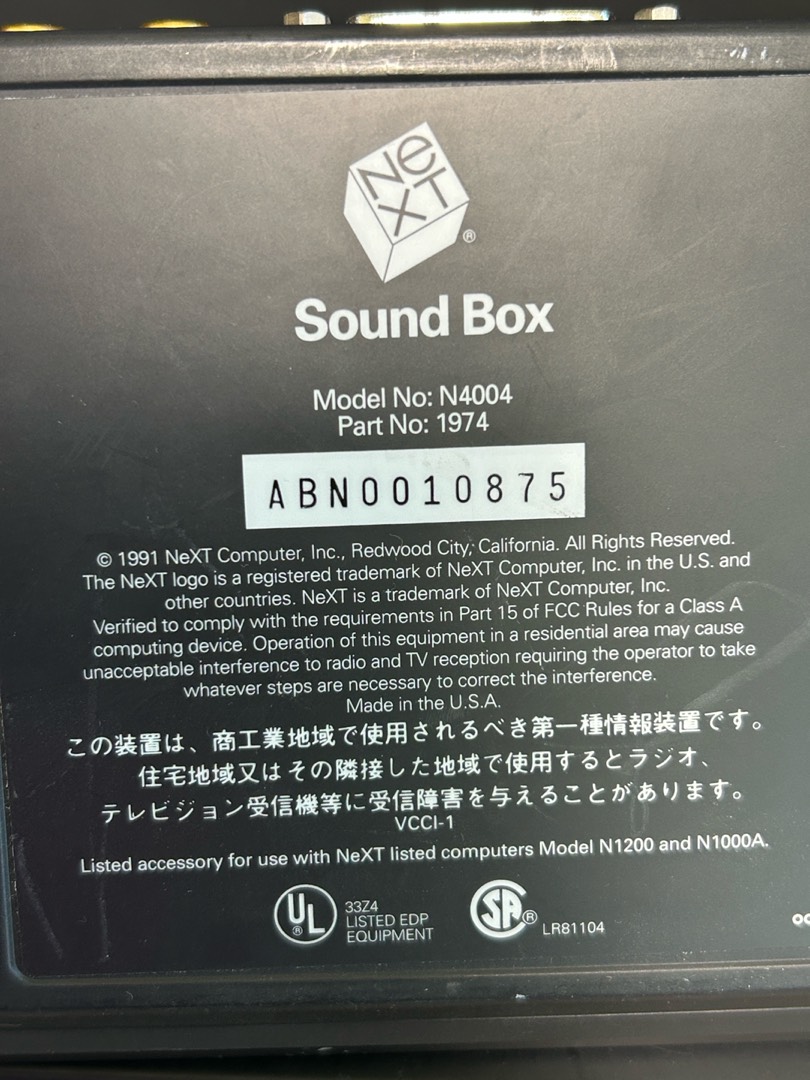 NeXT
®
Sound Box
Model No: N4004
Part No: 1974
ABN0010875
© 1991 NeXT Computer, Inc., Redwood City, California. All Rights Reserved.
The NeXT logo is a registered trademark of NeXT Computer, Inc. in the U.S. and
other countries. NeXT is a trademark of NeXT Computer, Inc.
Verified to comply with the requirements in Part 15 of FCC Rules for a Class A
computing device. Operation of this equipment in a residential area may cause
unacceptable interference to radio and TV reception requiring the operator to take
whatever steps are necessary to correct the interference.
Made in the U.S.A.
この装置は、商工業地域で使用されるべき第一種情報装置です。
住宅地域又はその隣接した地域で使用するとラジオ、
テレビジョン受信機等に受信障害を与えることがあります。
VCCI-1
Listed accessory for use with NeXT listed computers Model N1200 and N1000A.
UL ® 33Z4
LISTED EDP
EQUIPMENT
SA ® LR81104